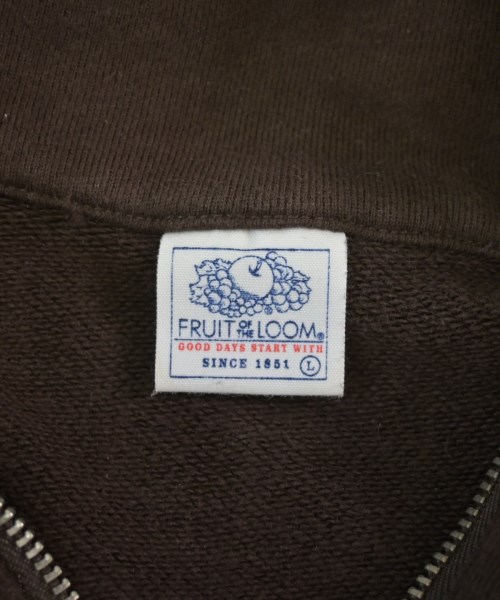 FRUIT OF THE LOOM®
GOOD DAYS START WITH
SINCE 1851 L